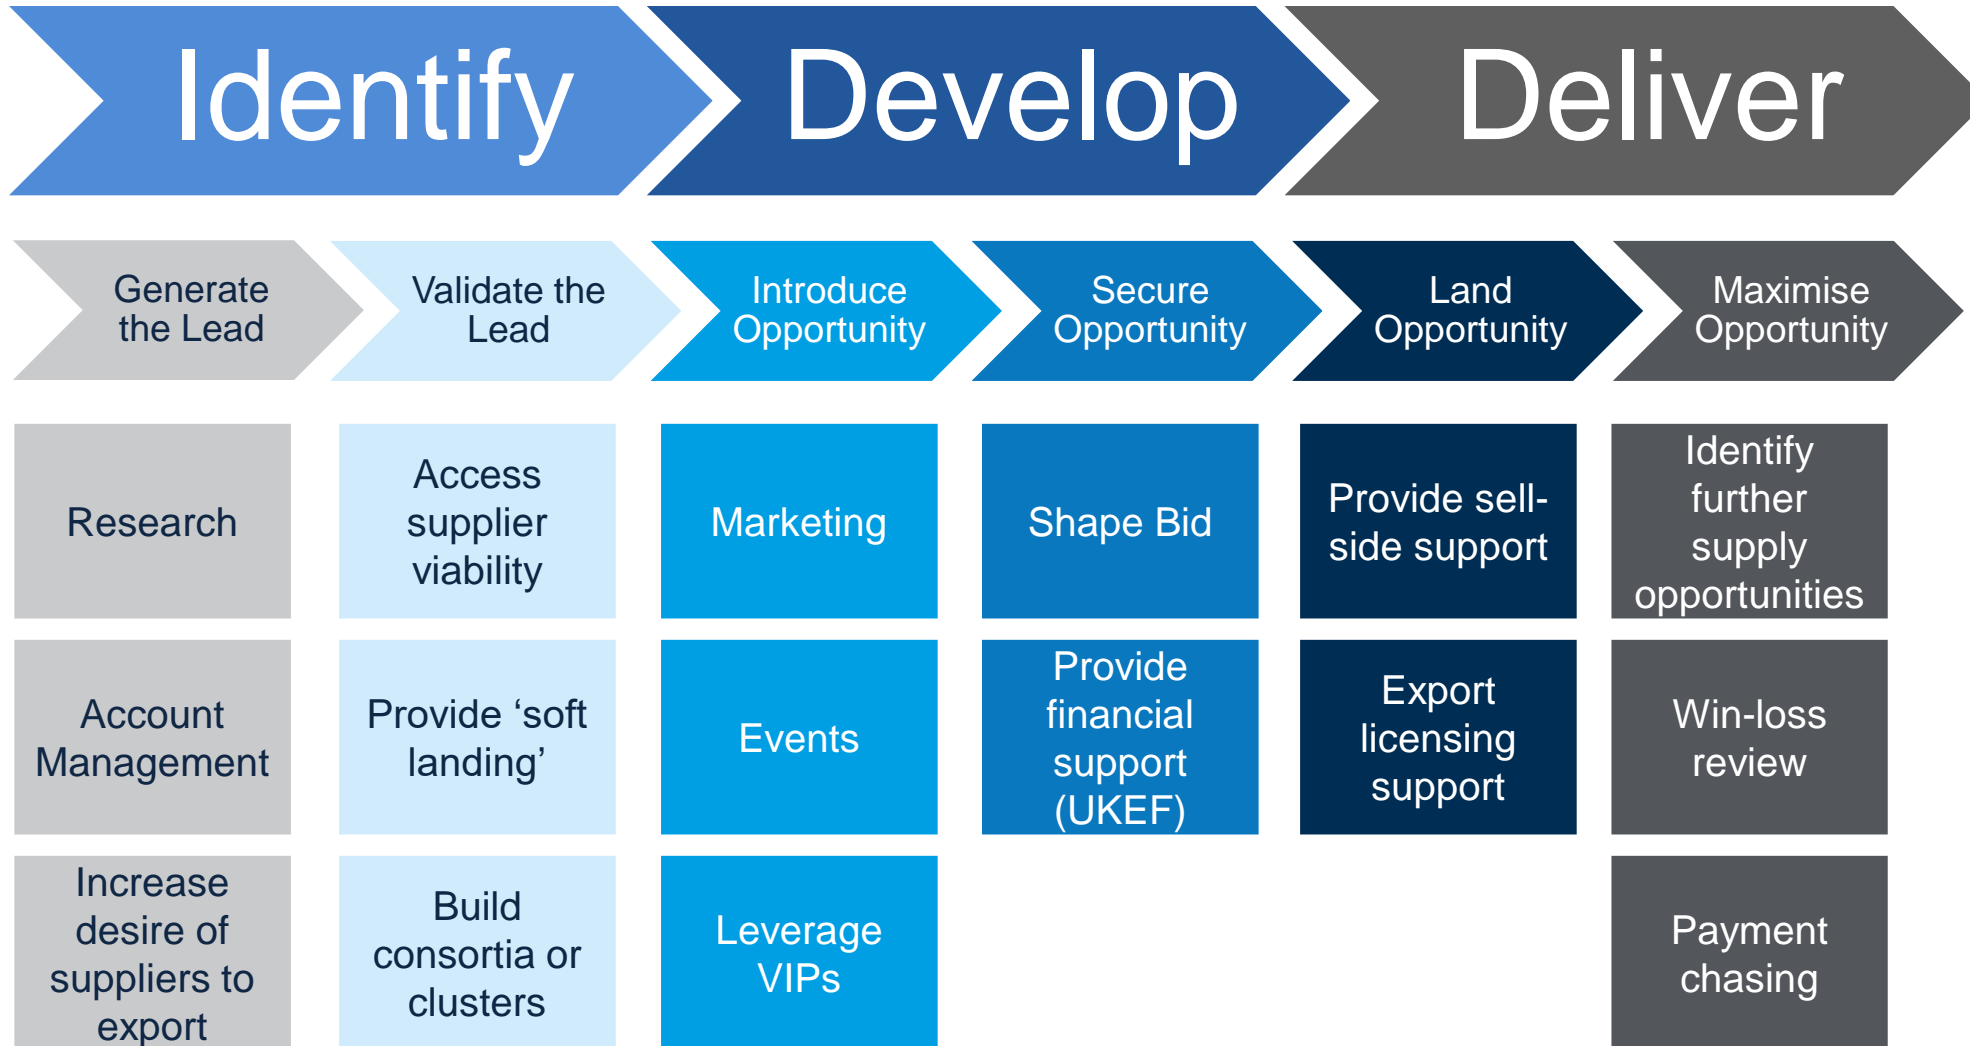 Identify
Develop
Deliver
Generate
the Lead
Validate the
Lead
Introduce
Opportunity
Secure
Opportunity
Land
Opportunity
Maximise
Opportunity
Research
Access
supplier
viability
Marketing
Shape Bid
Provide sell-
side support
Identify
further
supply
opportunities
Account
Management
Provide ‘soft
landing’
Events
Provide
financial
support
(UKEF)
Export
licensing
support
Win-loss
review
Increase
desire of
suppliers to
export
Build
consortia or
clusters
Leverage
VIPs
Payment
chasing